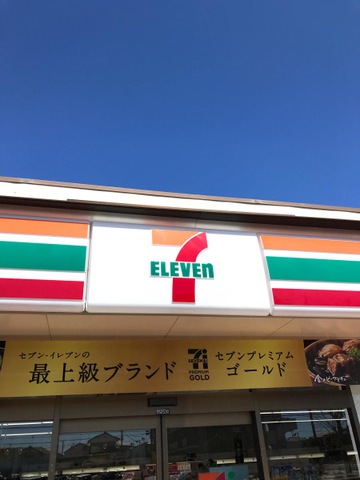 7
ELEVEn
セブン-イレブンの
最上級ブランド
7i
PREMIUM
GOLD
セブンプレミアム
ゴールド